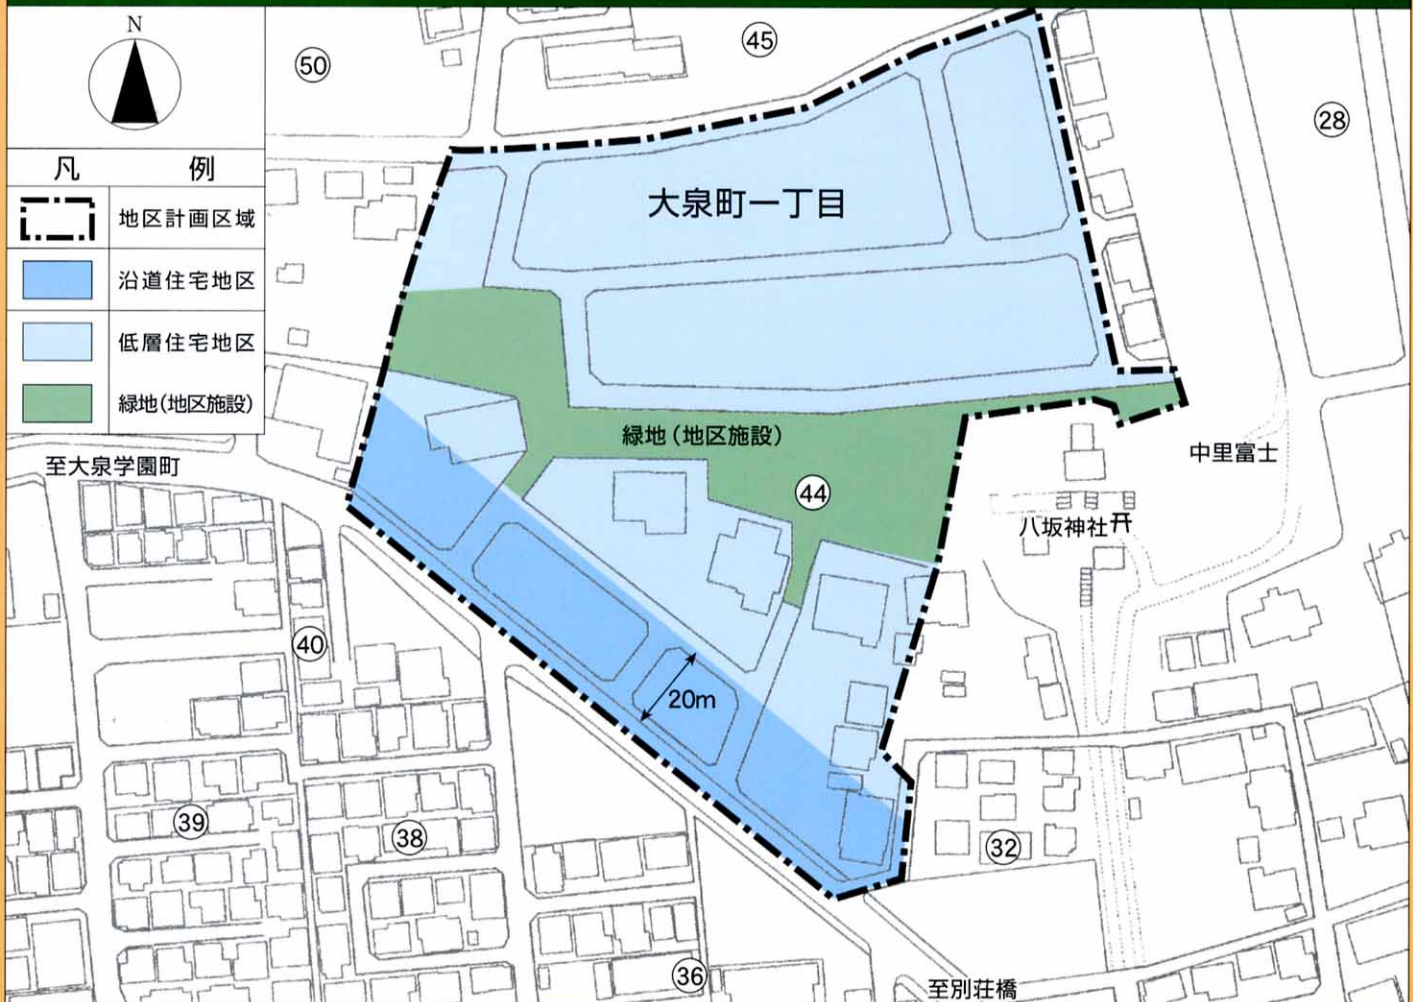 N
凡 例
地区計画区域
沿道住宅地区
低層住宅地区
緑地(地区施設)
50
45
28
大泉町一丁目
緑地(地区施設)
44
中里富士
八坂神社
至大泉学園町
40
20m
39
38
32
36
至別荘橋